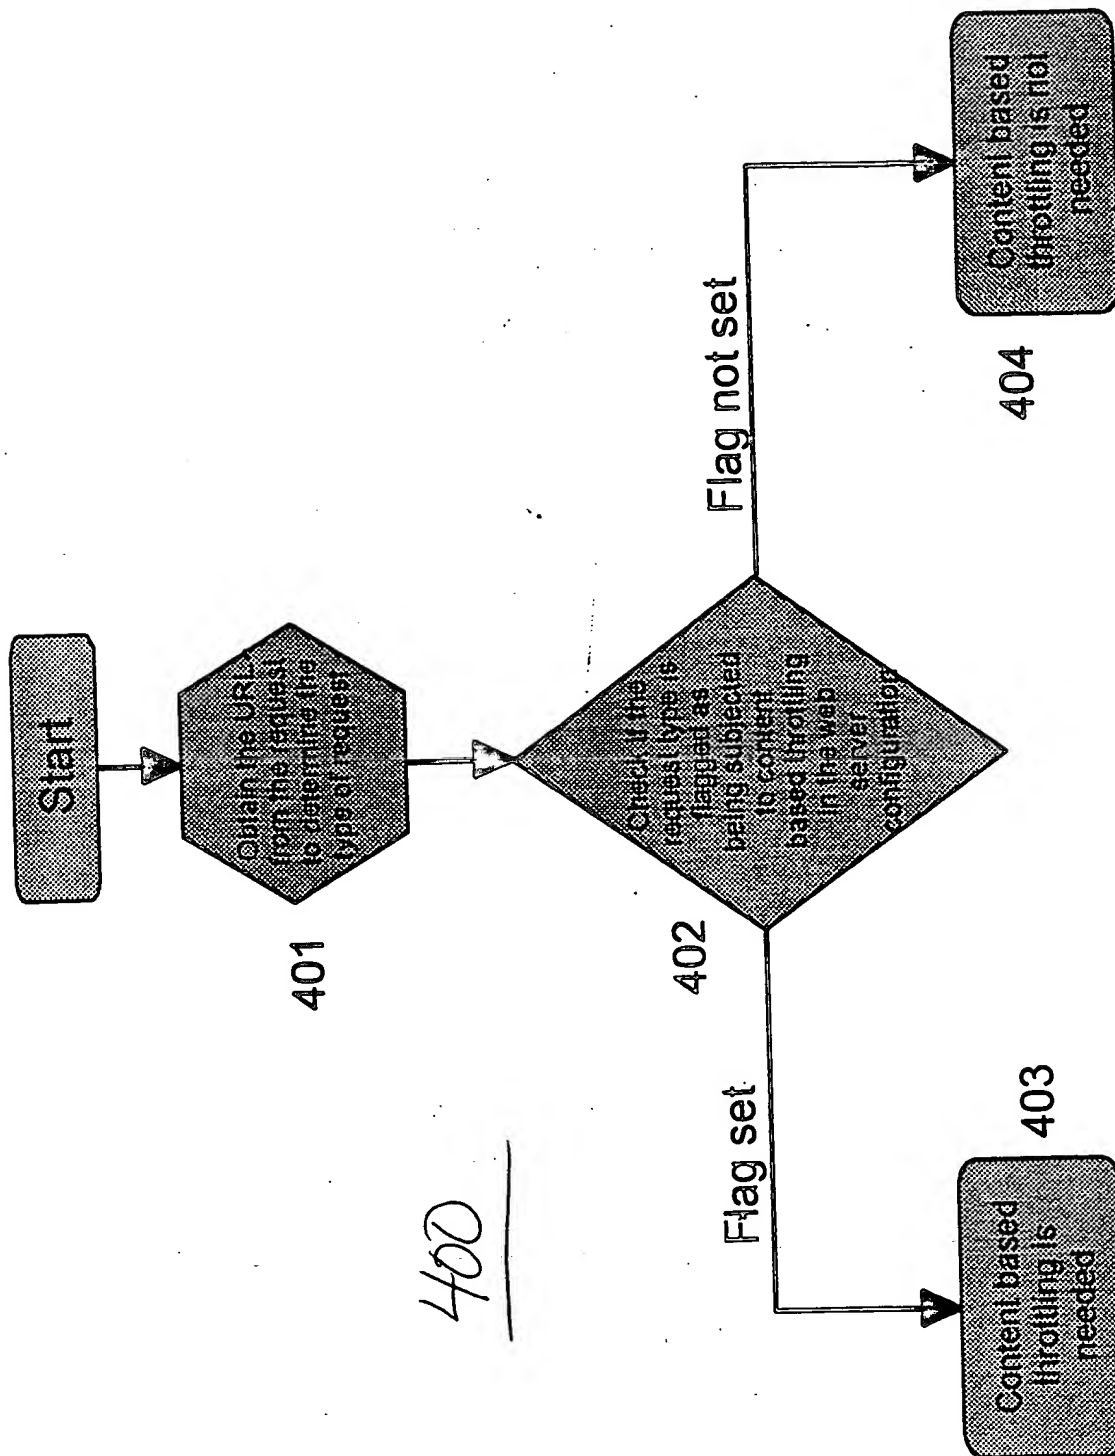 Start
Obtain the URL
from the request
to determine the
type of request
401
Check if the
request type is
flagged as
being subjected
to content
based throttling
in the web
server
configuration
402
Flag set
Flag not set
400
Content based
throttling is
needed
403
Content based
throttling is not
needed
404